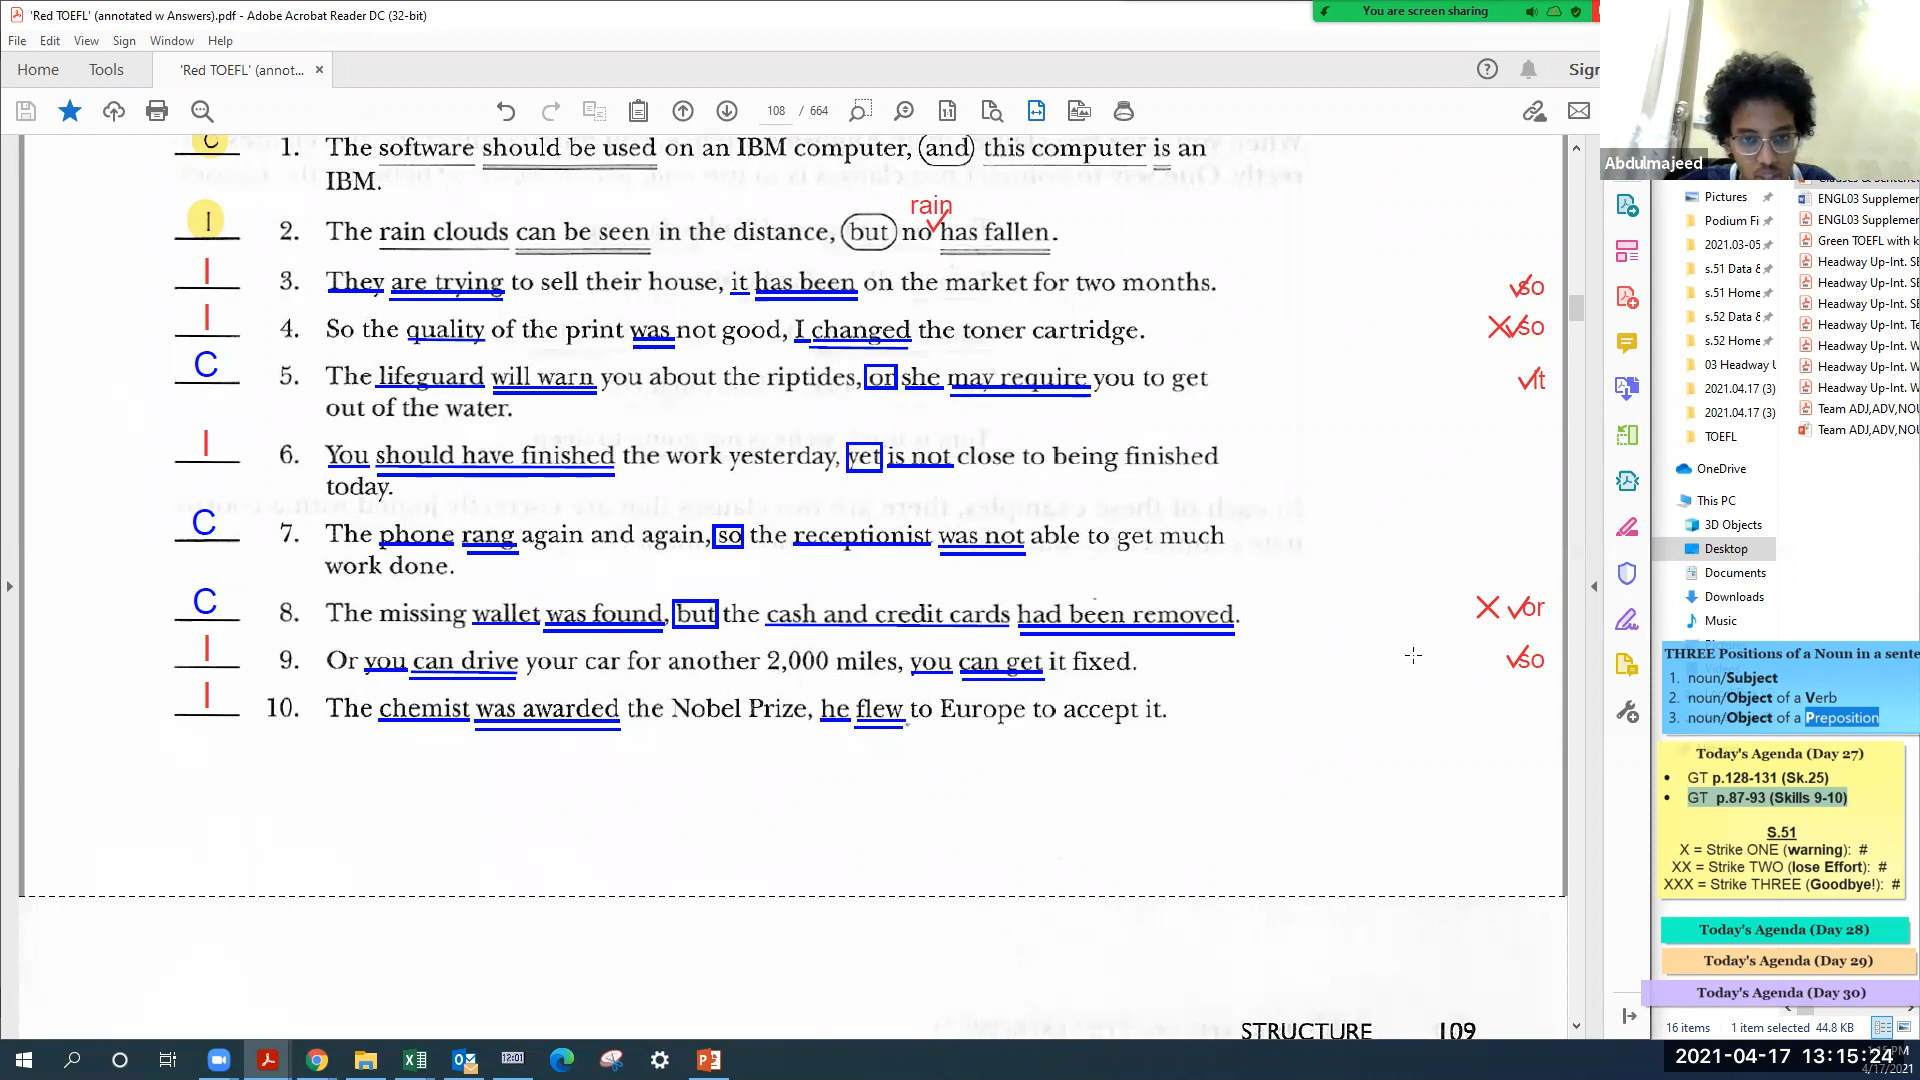 'Red TOEFL' (annotated w Answers).pdf - Adobe Acrobat Reader DC (32-bit)
You are screen sharing
File Edit View Sign Window Help
Home Tools 'Red TOEFL' (annot... ×
Sign
108 / 664
C 1. The software should be used on an IBM computer, and this computer is an
IBM.
rain
I 2. The rain clouds can be seen in the distance, but no has fallen.
I 3. They are trying to sell their house, it has been on the market for two months. so
I 4. So the quality of the print was not good, I changed the toner cartridge. so
C 5. The lifeguard will warn you about the riptides, or she may require you to get It
out of the water.
I 6. You should have finished the work yesterday, yet is not close to being finished
today.
C 7. The phone rang again and again, so the receptionist was not able to get much
work done.
C 8. The missing wallet was found, but the cash and credit cards had been removed. or
I 9. Or you can drive your car for another 2,000 miles, you can get it fixed. so
I 10. The chemist was awarded the Nobel Prize, he flew to Europe to accept it.
STRUCTURE 109
Abdulmajeed
Pictures
Podium Fi
2021.03-05
s.51 Data &
s.51 Home
s.52 Data &
s.52 Home
03 Headway U
2021.04.17 (3)
2021.04.17 (3)
TOEFL
OneDrive
This PC
3D Objects
Desktop
Documents
Downloads
Music
ENGL03 Supplemer
ENGL03 Supplemer
Green TOEFL with k
Headway Up-Int. SE
Headway Up-Int. SE
Headway Up-Int. SE
Headway Up-Int. Te
Headway Up-Int. W
Headway Up-Int. W
Headway Up-Int. W
Team ADJ,ADV,NOU
Team ADJ,ADV,NOU
THREE Positions of a Noun in a sente
1. noun/Subject
2. noun/Object of a Verb
3. noun/Object of a Preposition
Today's Agenda (Day 27)
• GT p.128-131 (Sk.25)
• GT p.87-93 (Skills 9-10)
S.51
X = Strike ONE (warning): #
XX = Strike TWO (lose Effort): #
XXX = Strike THREE (Goodbye!): #
Today's Agenda (Day 28)
Today's Agenda (Day 29)
Today's Agenda (Day 30)
16 items 1 item selected 44.8 KB
12:01
2021-04-17 13:15:24
4/17/2021